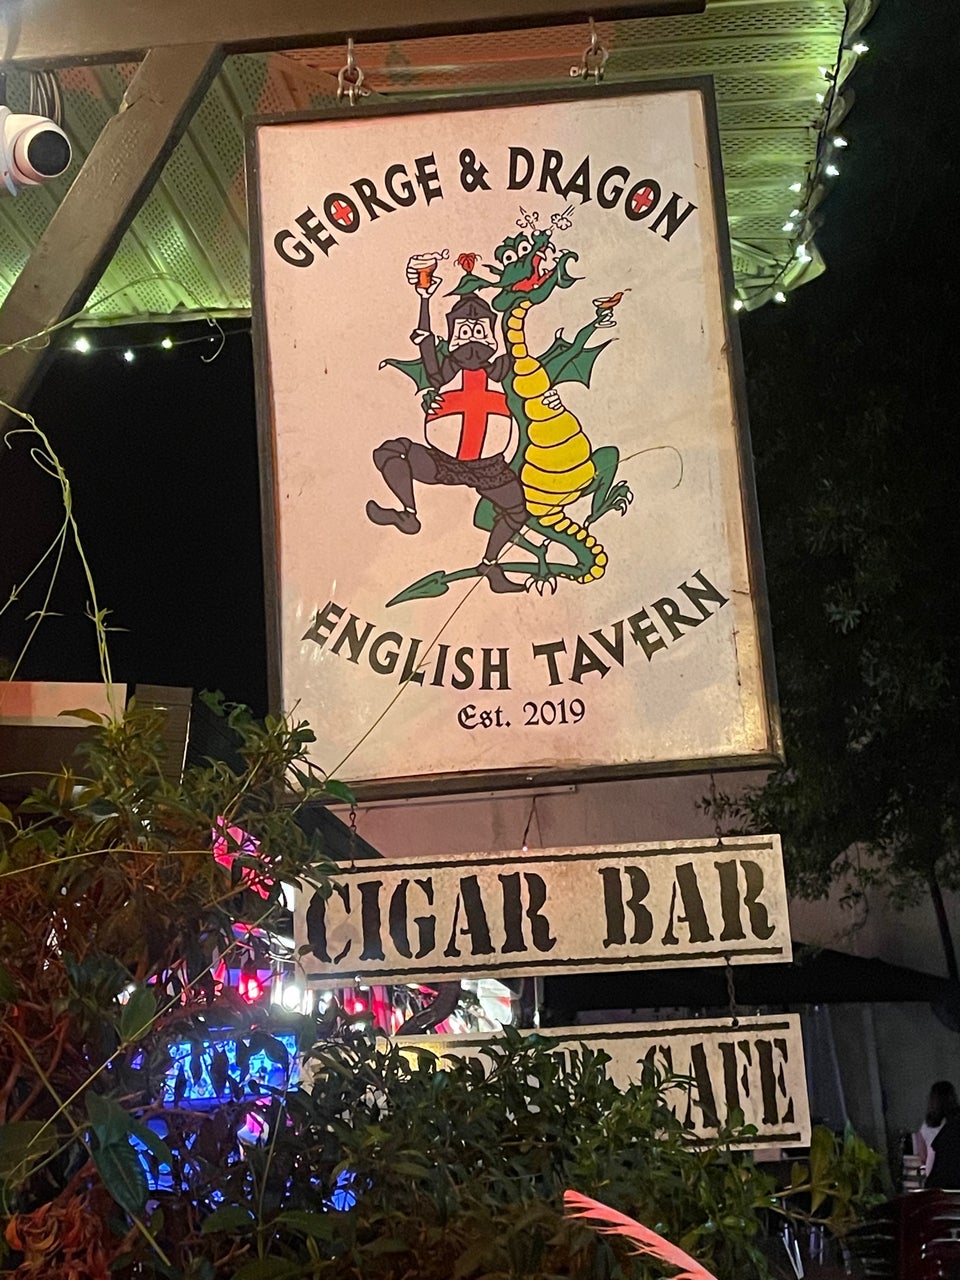 GEORGE & DRAGON
ENGLISH TAVERN
Est. 2019
CIGAR BAR
CAFE